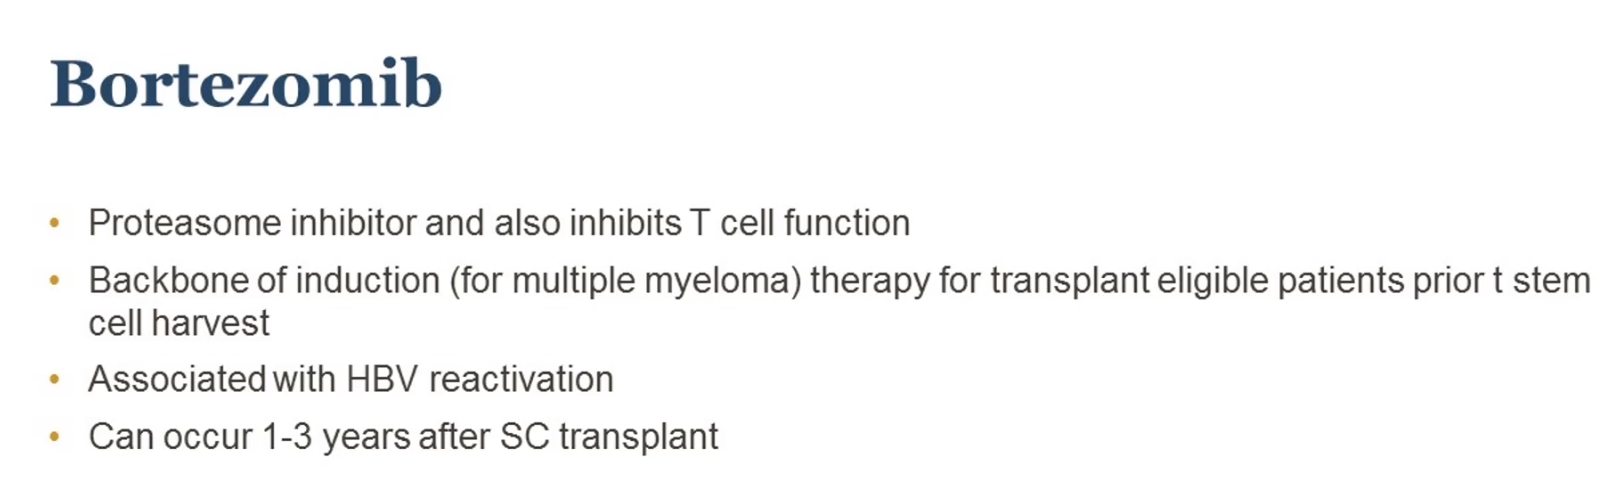 Bortezomib
• Proteasome inhibitor and also inhibits T cell function
• Backbone of induction (for multiple myeloma) therapy for transplant eligible patients prior t stem
cell harvest
• Associated with HBV reactivation
• Can occur 1-3 years after SC transplant